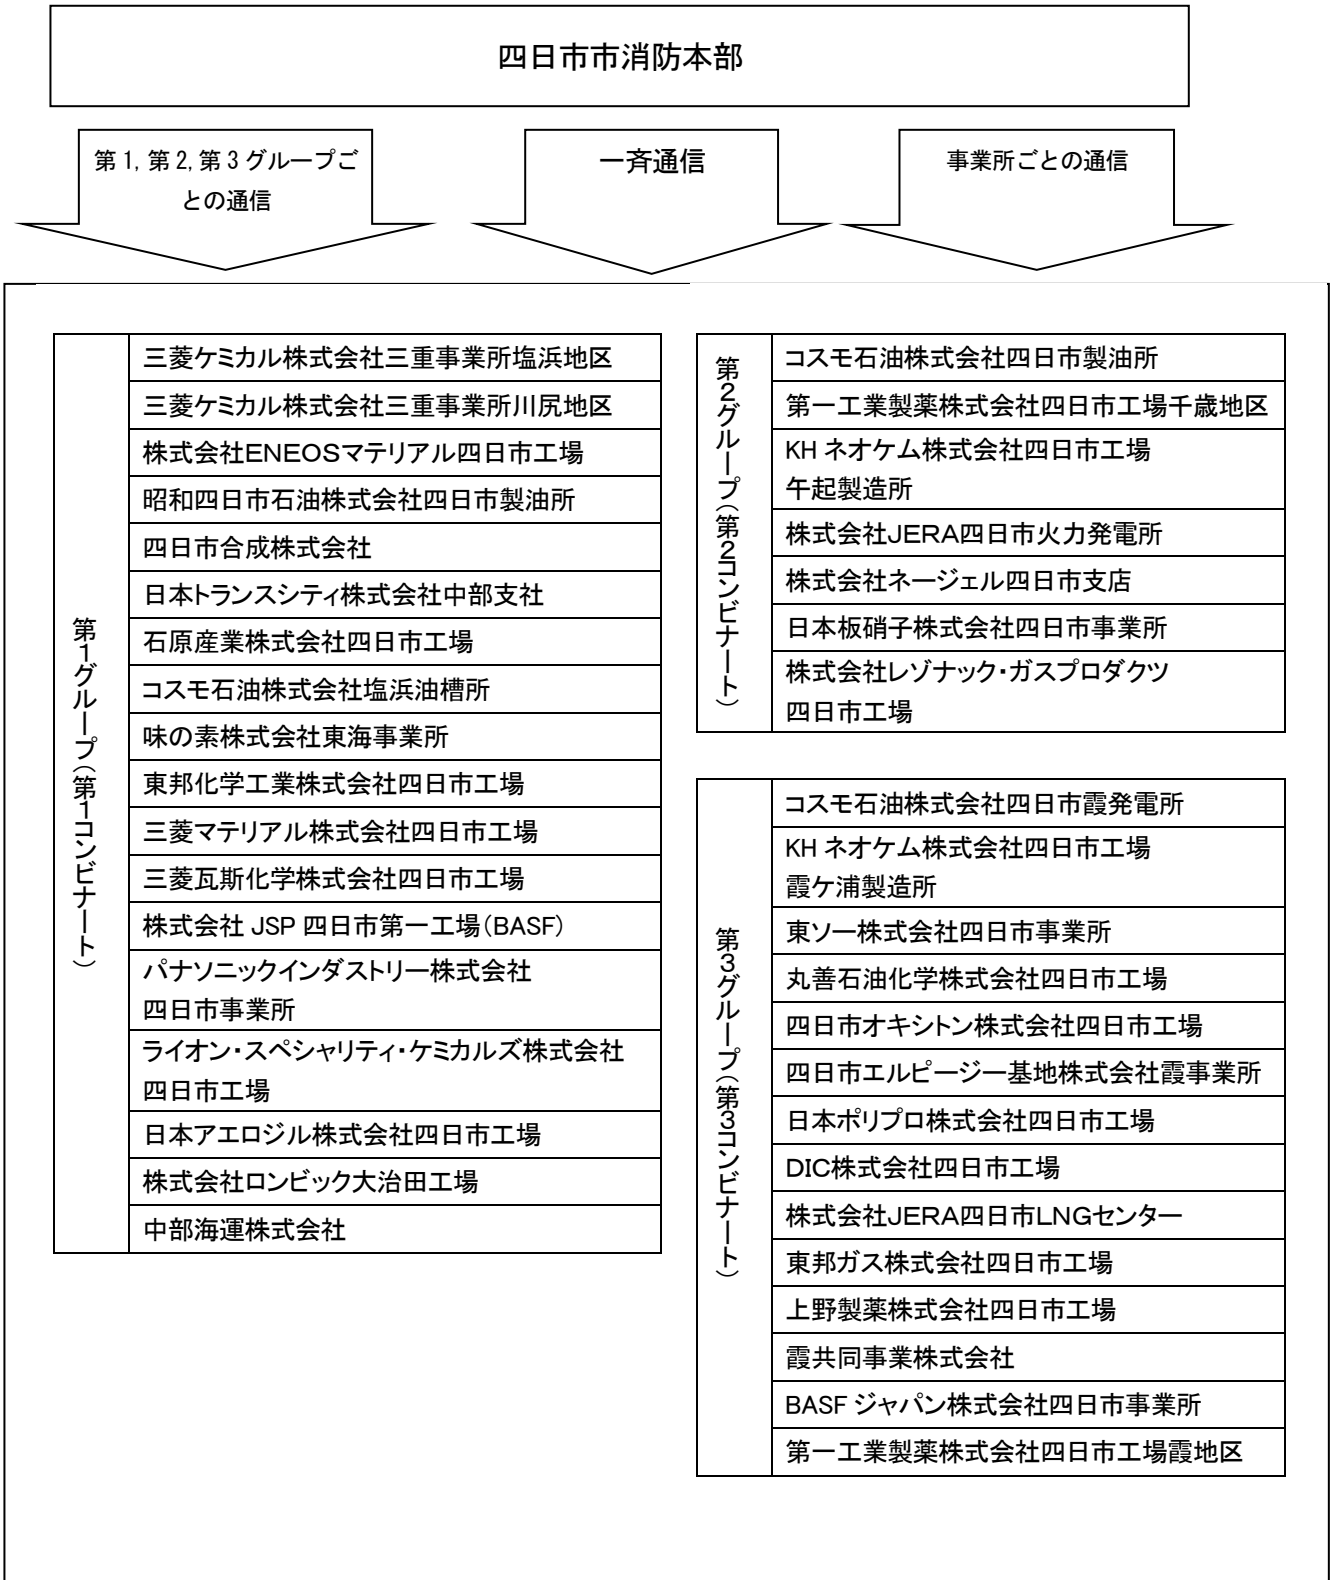 四日市市消防本部
第1,第2,第3グループご
との通信
一斉通信
事業所ごとの通信
第1グループ（第1コンビナート）
三菱ケミカル株式会社三重事業所塩浜地区
三菱ケミカル株式会社三重事業所川尻地区
株式会社ENEOSマテリアル四日市工場
昭和四日市石油株式会社四日市製油所
四日市合成株式会社
日本トランスシティ株式会社中部支社
石原産業株式会社四日市工場
コスモ石油株式会社塩浜油槽所
味の素株式会社東海事業所
東邦化学工業株式会社四日市工場
三菱マテリアル株式会社四日市工場
三菱瓦斯化学株式会社四日市工場
株式会社 JSP 四日市第一工場（BASF）
パナソニックインダストリー株式会社
四日市事業所
ライオン・スペシャリティ・ケミカルズ株式会社
四日市工場
日本アエロジル株式会社四日市工場
株式会社ロンビック大治田工場
中部海運株式会社
第2グループ（第2コンビナート）
コスモ石油株式会社四日市製油所
第一工業製薬株式会社四日市工場千歳地区
KH ネオケム株式会社四日市工場
午起製造所
株式会社JERA四日市火力発電所
株式会社ネージェル四日市支店
日本板硝子株式会社四日市事業所
株式会社レゾナック・ガスプロダクツ
四日市工場
第3グループ（第3コンビナート）
コスモ石油株式会社四日市霞発電所
KH ネオケム株式会社四日市工場
霞ケ浦製造所
東ソー株式会社四日市事業所
丸善石油化学株式会社四日市工場
四日市オキシトン株式会社四日市工場
四日市エルピージー基地株式会社霞事業所
日本ポリプロ株式会社四日市工場
DIC株式会社四日市工場
株式会社JERA四日市LNGセンター
東邦ガス株式会社四日市工場
上野製薬株式会社四日市工場
霞共同事業株式会社
BASF ジャパン株式会社四日市事業所
第一工業製薬株式会社四日市工場霞地区